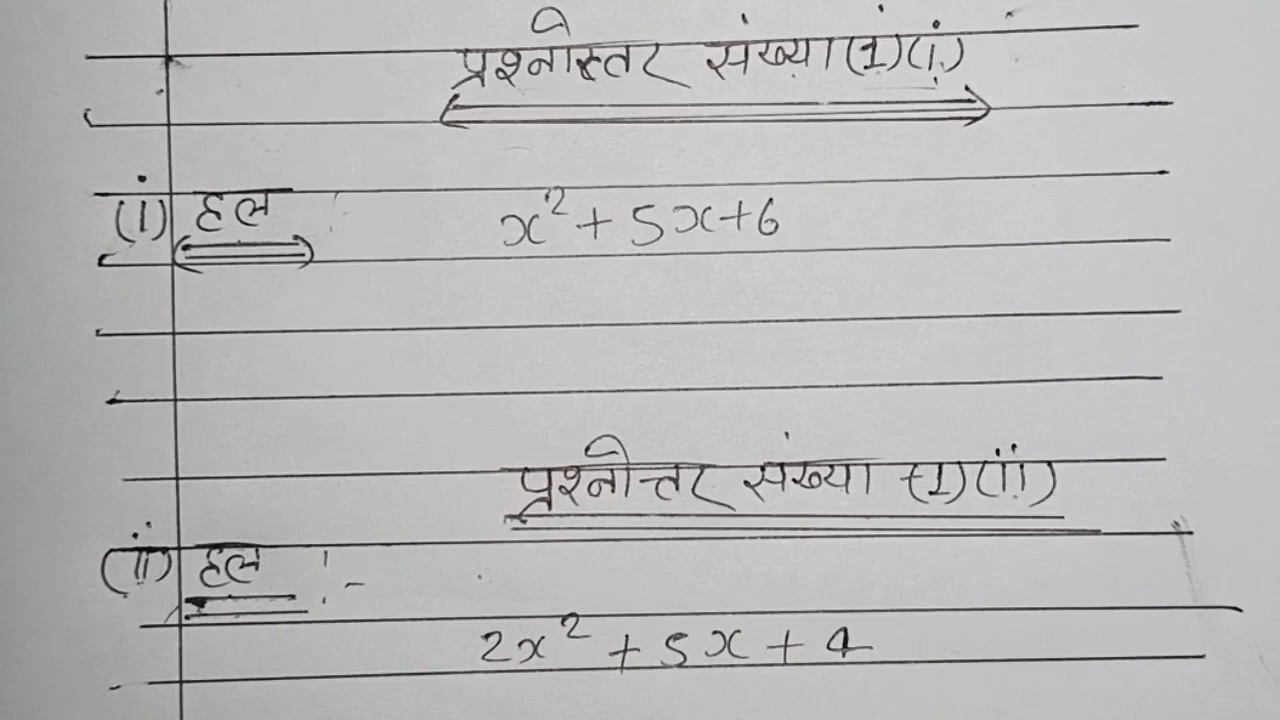 प्रश्नोत्तर संख्या (1) (i)
(i) हल x² + 5x + 6
प्रश्नोत्तर संख्या (1) (ii)
(ii) हल :-
2x² + 5x + 4